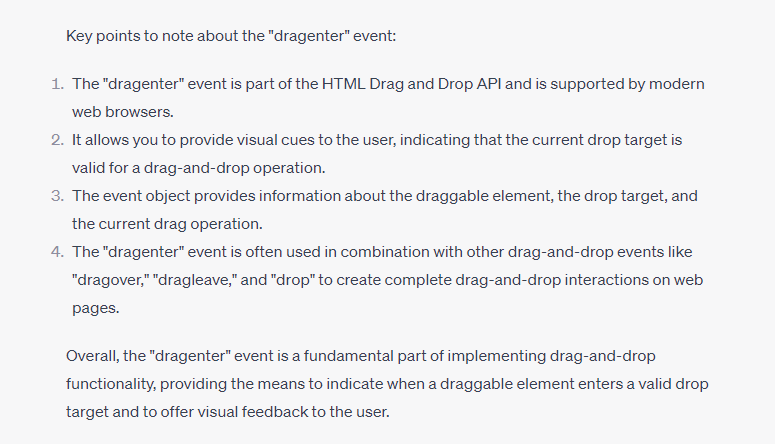 Key points to note about the "dragenter" event:
1. The "dragenter" event is part of the HTML Drag and Drop API and is supported by modern
web browsers.
2. It allows you to provide visual cues to the user, indicating that the current drop target is
valid for a drag-and-drop operation.
3. The event object provides information about the draggable element, the drop target, and
the current drag operation.
4. The "dragenter" event is often used in combination with other drag-and-drop events like
"dragover," "dragleave," and "drop" to create complete drag-and-drop interactions on web
pages.
Overall, the "dragenter" event is a fundamental part of implementing drag-and-drop
functionality, providing the means to indicate when a draggable element enters a valid drop
target and to offer visual feedback to the user.